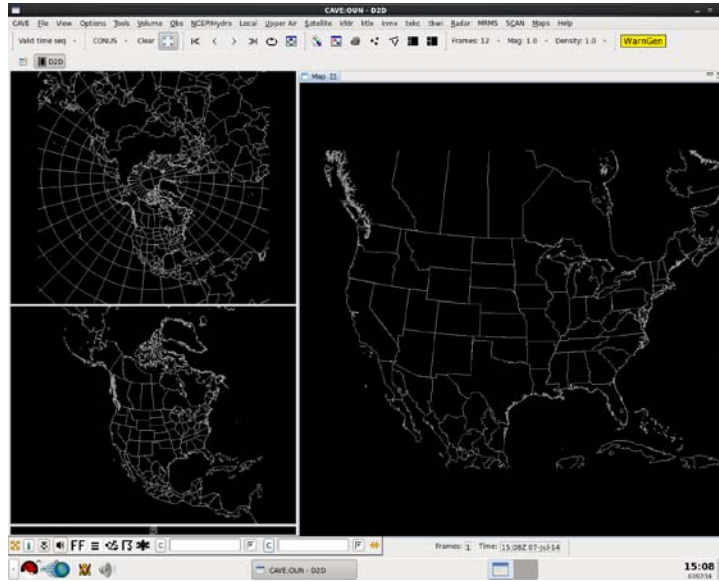 CAVE:OUN - D2D
CAVE File View Options Tools Volume Obs NCEP/Hydro Local Upper Air Satellite kfdr ktlx kvnx tokc tbwi Radar MRMS SCAN Maps Help
Valid time seq CONUS Clear Frames: 12 Mag: 1.0 Density: 1.0 WarnGen
D2D
Map
FF C C
Frames: 1 Time: 15:08Z 07-Jul-14
CAVE:OUN - D2D
15:08